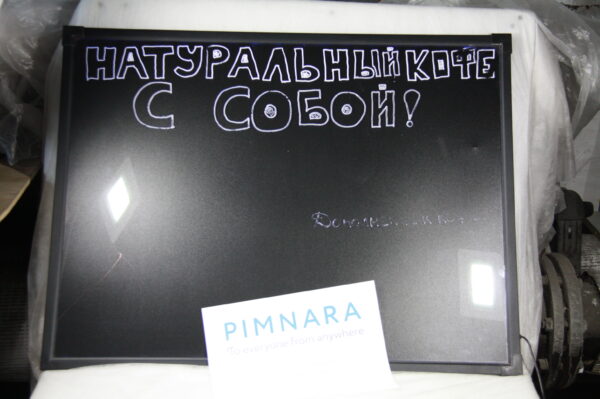 НАТУРАЛЬНЫЙ КОФЕ
С СОБОЙ!
PIMNARA
To everyone from anywhere